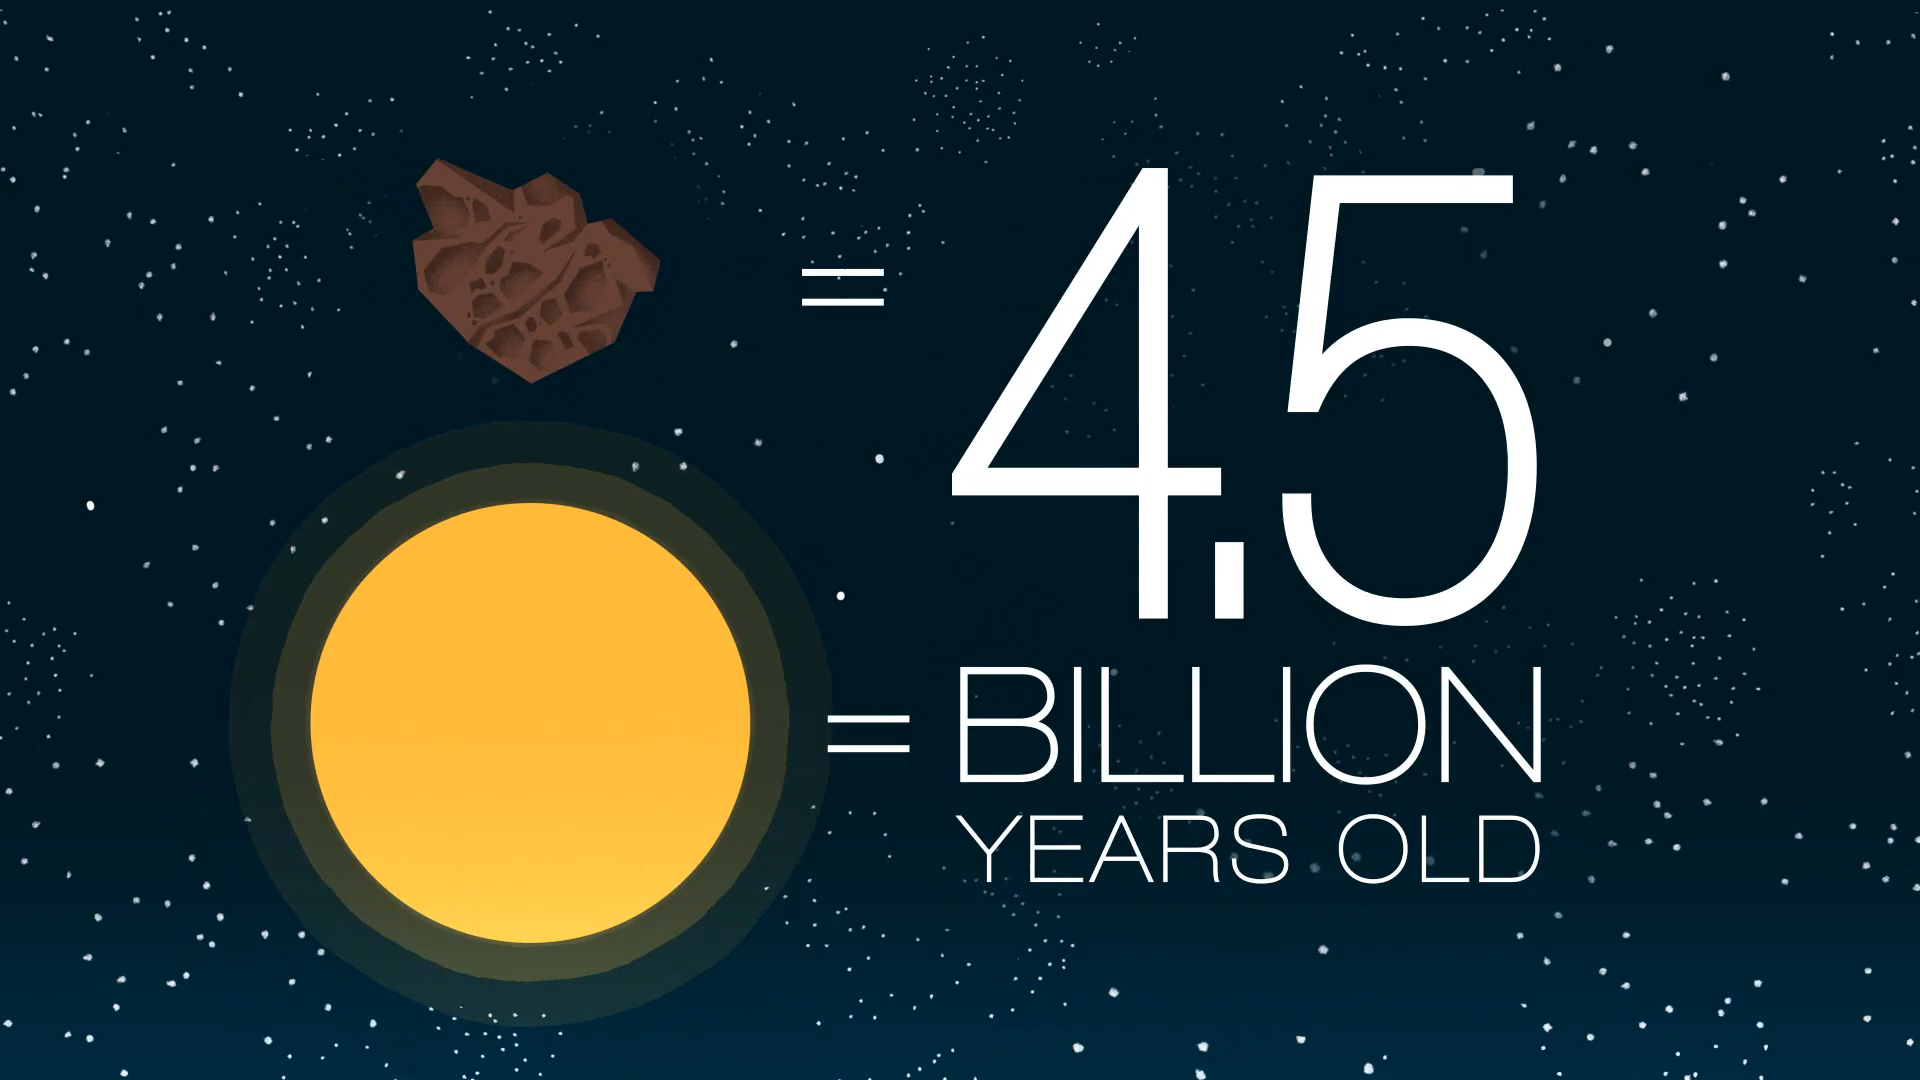 = 4.5
= BILLION
YEARS OLD